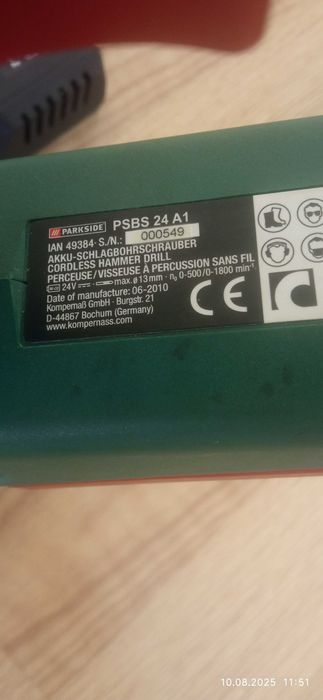 /// PARKSIDE PSBS 24 A1
IAN 49384· S./N.: 000549
AKKU-SCHLAGBOHRSCHRAUBER
CORDLESS HAMMER DRILL
PERCEUSE/VISSEUSE À PERCUSSION SANS FIL
24V max. ø 13 mm · n₀ 0-500/0-1800 min⁻¹
Date of manufacture: 06-2010
Kompernaß GmbH · Burgstr. 21
D-44867 Bochum (Germany)
www.kompernass.com
CE
10.08.2025 11:51